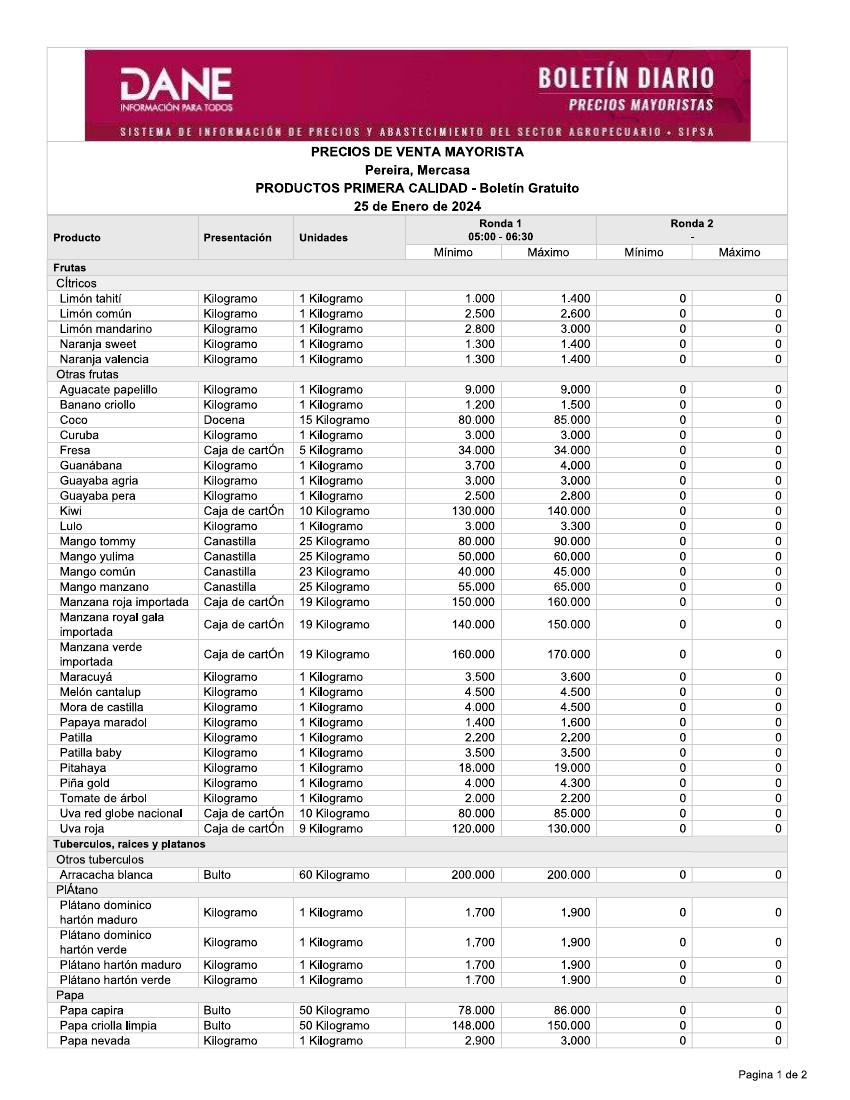 DANE
INFORMACIÓN PARA TODOS
BOLETÍN DIARIO
PRECIOS MAYORISTAS
SISTEMA DE INFORMACIÓN DE PRECIOS Y ABASTECIMIENTO DEL SECTOR AGROPECUARIO • SIPSA
PRECIOS DE VENTA MAYORISTA
Pereira, Mercasa
PRODUCTOS PRIMERA CALIDAD - Boletín Gratuito
25 de Enero de 2024
Producto Presentación Unidades Ronda 1 Ronda 2
05:00 - 06:30 -
Mínimo Máximo Mínimo Máximo
Frutas
CÍtricos
Limón tahití Kilogramo 1 Kilogramo 1.000 1.400 0 0
Limón común Kilogramo 1 Kilogramo 2.500 2.600 0 0
Limón mandarino Kilogramo 1 Kilogramo 2.800 3.000 0 0
Naranja sweet Kilogramo 1 Kilogramo 1.300 1.400 0 0
Naranja valencia Kilogramo 1 Kilogramo 1.300 1.400 0 0
Otras frutas
Aguacate papelillo Kilogramo 1 Kilogramo 9.000 9.000 0 0
Banano criollo Kilogramo 1 Kilogramo 1.200 1.500 0 0
Coco Docena 15 Kilogramo 80.000 85.000 0 0
Curuba Kilogramo 1 Kilogramo 3.000 3.000 0 0
Fresa Caja de cartÓn 5 Kilogramo 34.000 34.000 0 0
Guanábana Kilogramo 1 Kilogramo 3.700 4.000 0 0
Guayaba agria Kilogramo 1 Kilogramo 3.000 3.000 0 0
Guayaba pera Kilogramo 1 Kilogramo 2.500 2.800 0 0
Kiwi Caja de cartÓn 10 Kilogramo 130.000 140.000 0 0
Lulo Kilogramo 1 Kilogramo 3.000 3.300 0 0
Mango tommy Canastilla 25 Kilogramo 80.000 90.000 0 0
Mango yulima Canastilla 25 Kilogramo 50.000 60.000 0 0
Mango común Canastilla 23 Kilogramo 40.000 45.000 0 0
Mango manzano Canastilla 25 Kilogramo 55.000 65.000 0 0
Manzana roja importada Caja de cartÓn 19 Kilogramo 150.000 160.000 0 0
Manzana royal gala
importada Caja de cartÓn 19 Kilogramo 140.000 150.000 0 0
Manzana verde
importada Caja de cartÓn 19 Kilogramo 160.000 170.000 0 0
Maracuyá Kilogramo 1 Kilogramo 3.500 3.600 0 0
Melón cantalup Kilogramo 1 Kilogramo 4.500 4.500 0 0
Mora de castilla Kilogramo 1 Kilogramo 4.000 4.500 0 0
Papaya maradol Kilogramo 1 Kilogramo 1.400 1.600 0 0
Patilla Kilogramo 1 Kilogramo 2.200 2.200 0 0
Patilla baby Kilogramo 1 Kilogramo 3.500 3.500 0 0
Pitahaya Kilogramo 1 Kilogramo 18.000 19.000 0 0
Piña gold Kilogramo 1 Kilogramo 4.000 4.300 0 0
Tomate de árbol Kilogramo 1 Kilogramo 2.000 2.200 0 0
Uva red globe nacional Caja de cartÓn 10 Kilogramo 80.000 85.000 0 0
Uva roja Caja de cartÓn 9 Kilogramo 120.000 130.000 0 0
Tuberculos, raices y platanos
Otros tuberculos
Arracacha blanca Bulto 60 Kilogramo 200.000 200.000 0 0
PlÁtano
Plátano dominico
hartón maduro Kilogramo 1 Kilogramo 1.700 1.900 0 0
Plátano dominico
hartón verde Kilogramo 1 Kilogramo 1.700 1.900 0 0
Plátano hartón maduro Kilogramo 1 Kilogramo 1.700 1.900 0 0
Plátano hartón verde Kilogramo 1 Kilogramo 1.700 1.900 0 0
Papa
Papa capira Bulto 50 Kilogramo 78.000 86.000 0 0
Papa criolla limpia Bulto 50 Kilogramo 148.000 150.000 0 0
Papa nevada Kilogramo 1 Kilogramo 2.900 3.000 0 0
Pagina 1 de 2